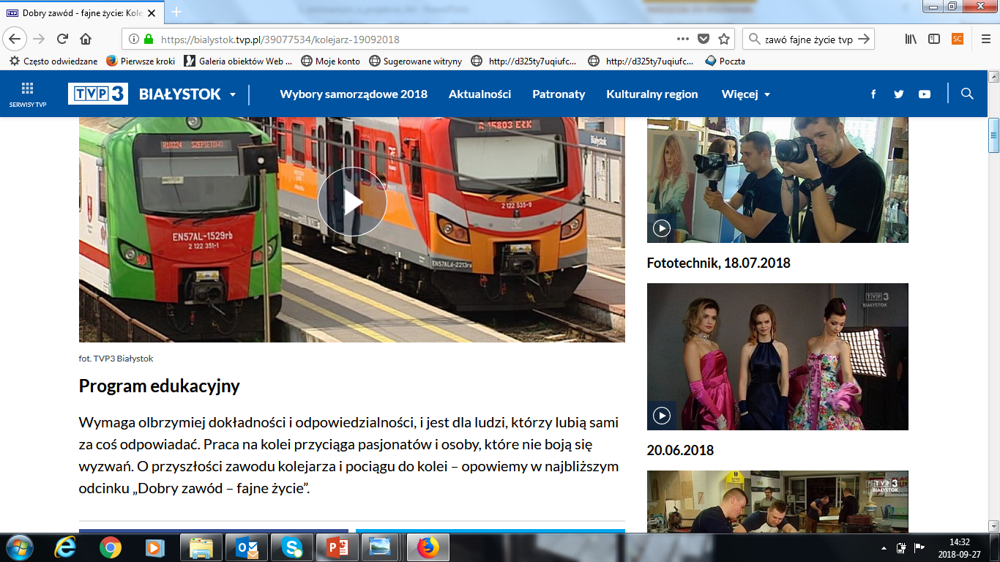 Dobry zawód - fajne życie: Kole
https://bialystok.tvp.pl/39077534/kolejarz-19092018
zawó fajne życie tvp
SC
Często odwiedzane
Pierwsze kroki
Galeria obiektów Web ...
Moje konto
Sugerowane witryny
http://d325ty7uqiufc...
http://d325ty7uqiufc...
Poczta
SERWISY TVP
TVP3 BIAŁYSTOK
Wybory samorządowe 2018
Aktualności
Patronaty
Kulturalny region
Więcej
R10324 SZEPIETOWO
R 15803 EŁK
Białystok
2 122 535-9
EN57AL-1529rb
2 122 351-1
EN57ALd-2213rs
fot. TVP3 Białystok
Program edukacyjny
Wymaga olbrzymiej dokładności i odpowiedzialności, i jest dla ludzi, którzy lubią sami
za coś odpowiadać. Praca na kolei przyciąga pasjonatów i osoby, które nie boją się
wyzwań. O przyszłości zawodu kolejarza i pociągu do kolei – opowiemy w najbliższym
odcinku „Dobry zawód – fajne życie”.
Fototechnik, 18.07.2018
TVP3
BIAŁYSTOK
20.06.2018
TVP3
BIAŁYSTOK
14:32
2018-09-27